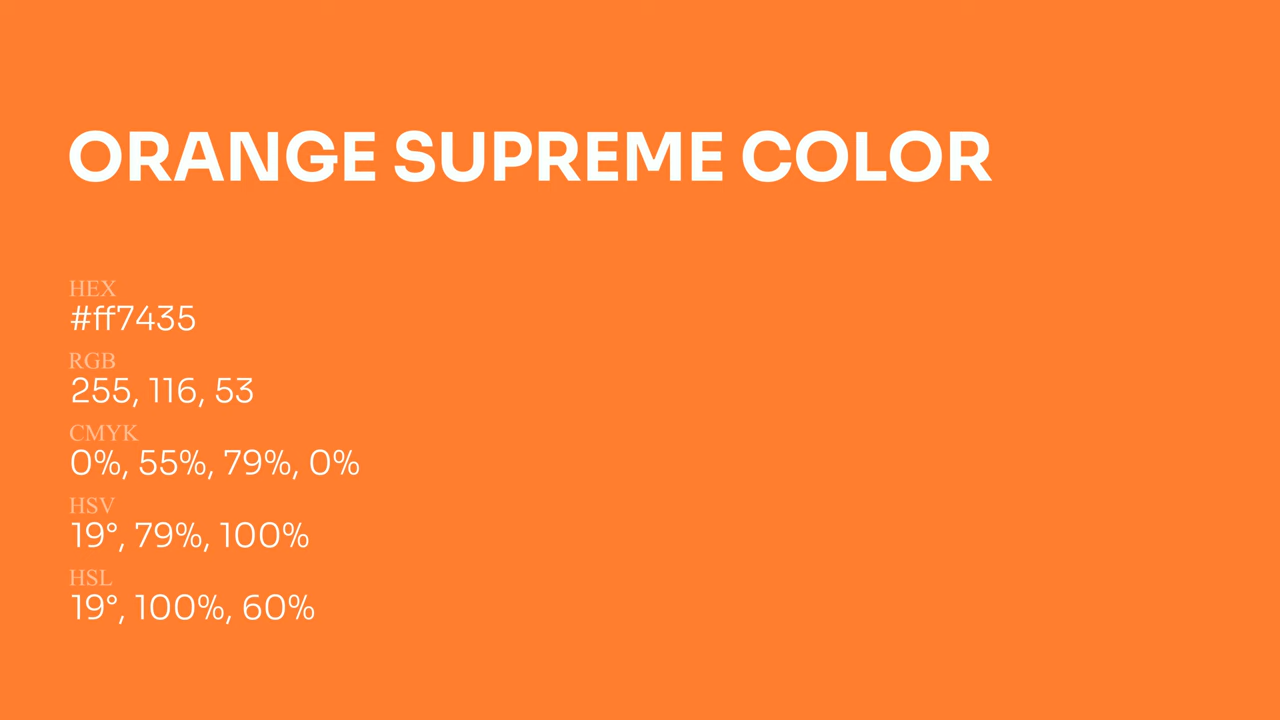 ORANGE SUPREME COLOR
HEX
#ff7435
RGB
255, 116, 53
CMYK
0%, 55%, 79%, 0%
HSV
19°, 79%, 100%
HSL
19°, 100%, 60%